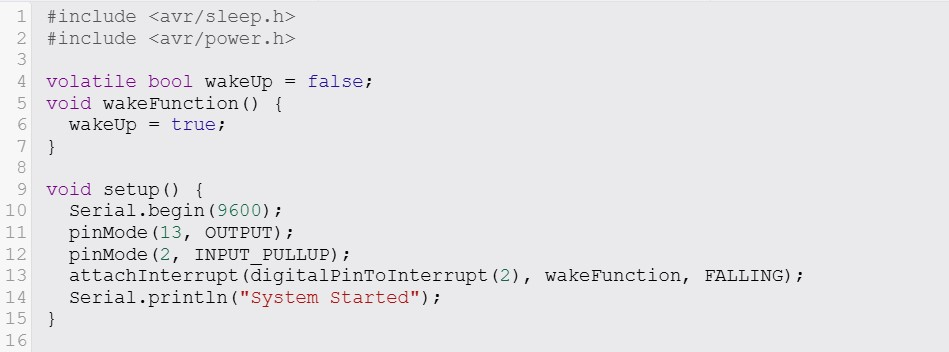 1 #include <avr/sleep.h>
2 #include <avr/power.h>
3
4 volatile bool wakeUp = false;
5 void wakeFunction() {
6   wakeUp = true;
7 }
8
9 void setup() {
10   Serial.begin(9600);
11   pinMode(13, OUTPUT);
12   pinMode(2, INPUT_PULLUP);
13   attachInterrupt(digitalPinToInterrupt(2), wakeFunction, FALLING);
14   Serial.println("System Started");
15 }
16